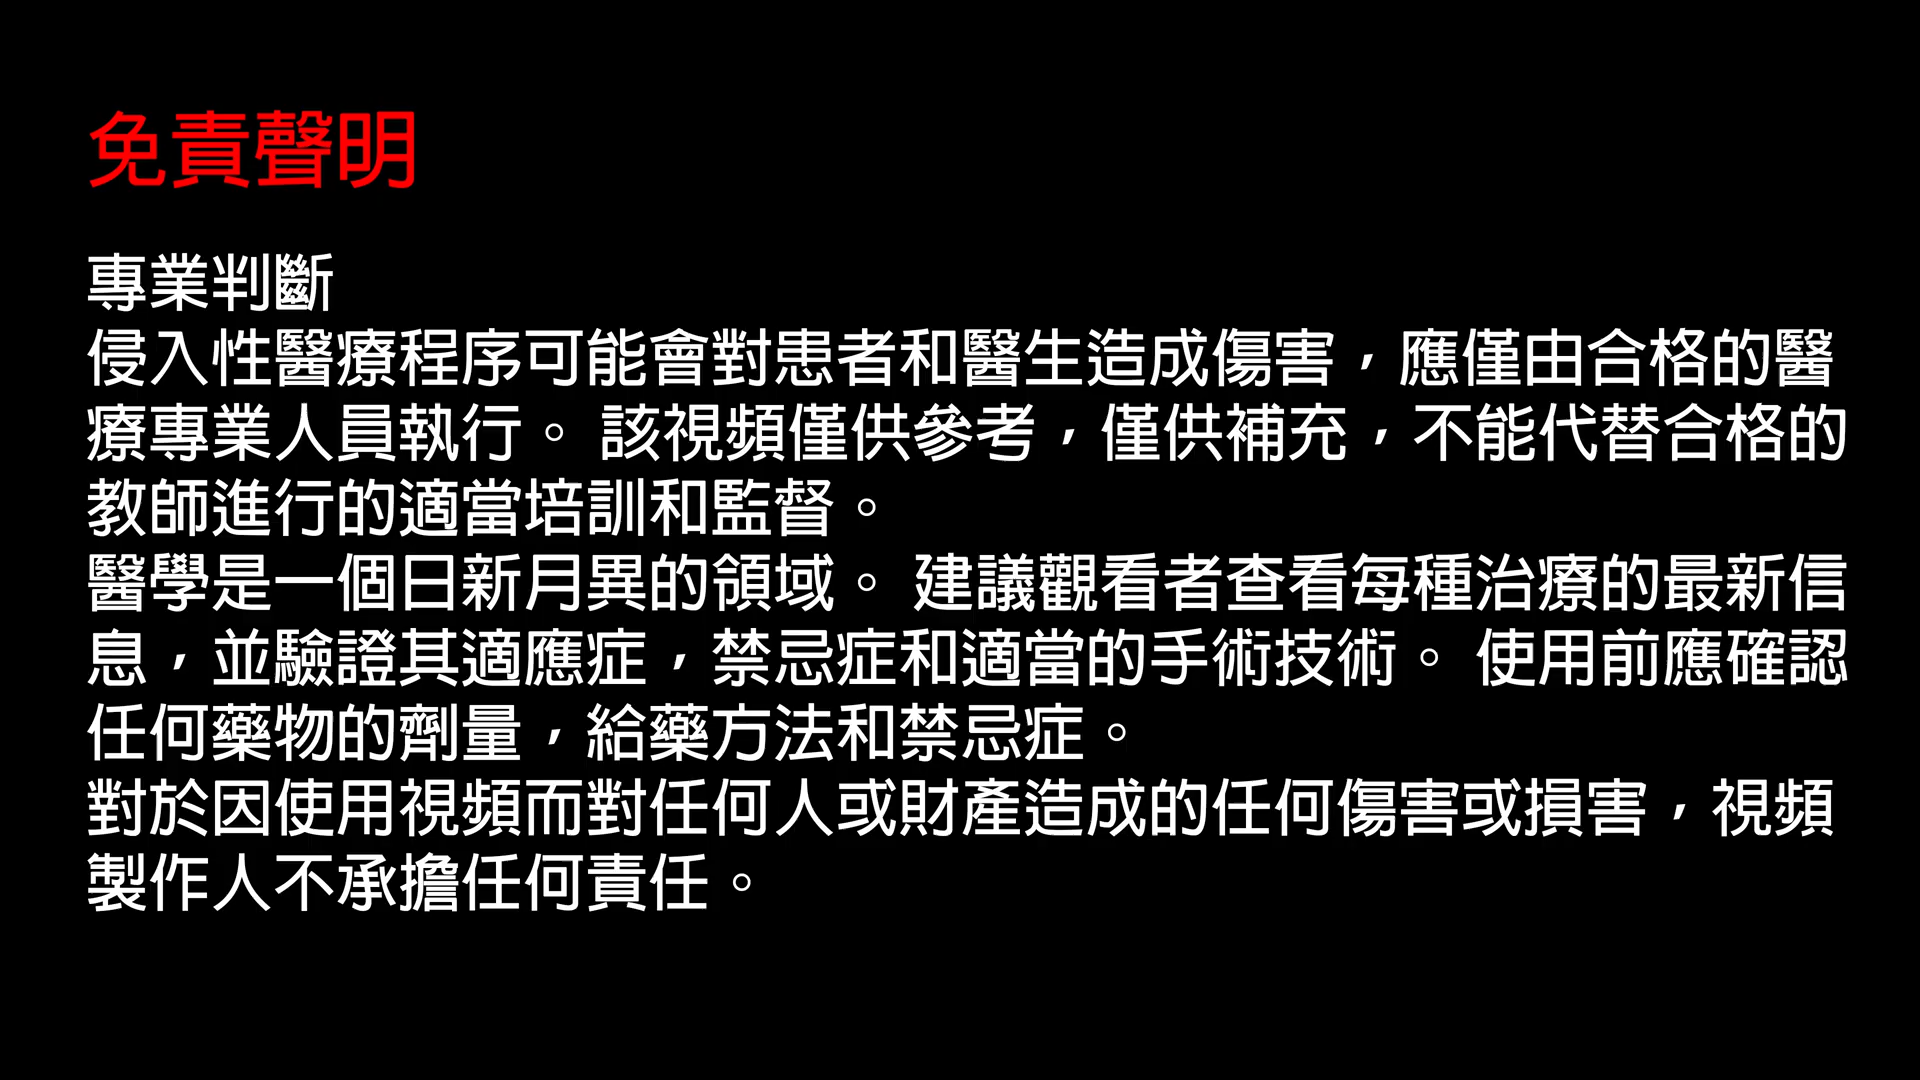 免責聲明
專業判斷
侵入性醫療程序可能會對患者和醫生造成傷害，應僅由合格的醫
療專業人員執行。 該視頻僅供參考，僅供補充，不能代替合格的
教師進行的適當培訓和監督。
醫學是一個日新月異的領域。 建議觀看者查看每種治療的最新信
息，並驗證其適應症，禁忌症和適當的手術技術。 使用前應確認
任何藥物的劑量，給藥方法和禁忌症。
對於因使用視頻而對任何人或財產造成的任何傷害或損害，視頻
製作人不承擔任何責任。